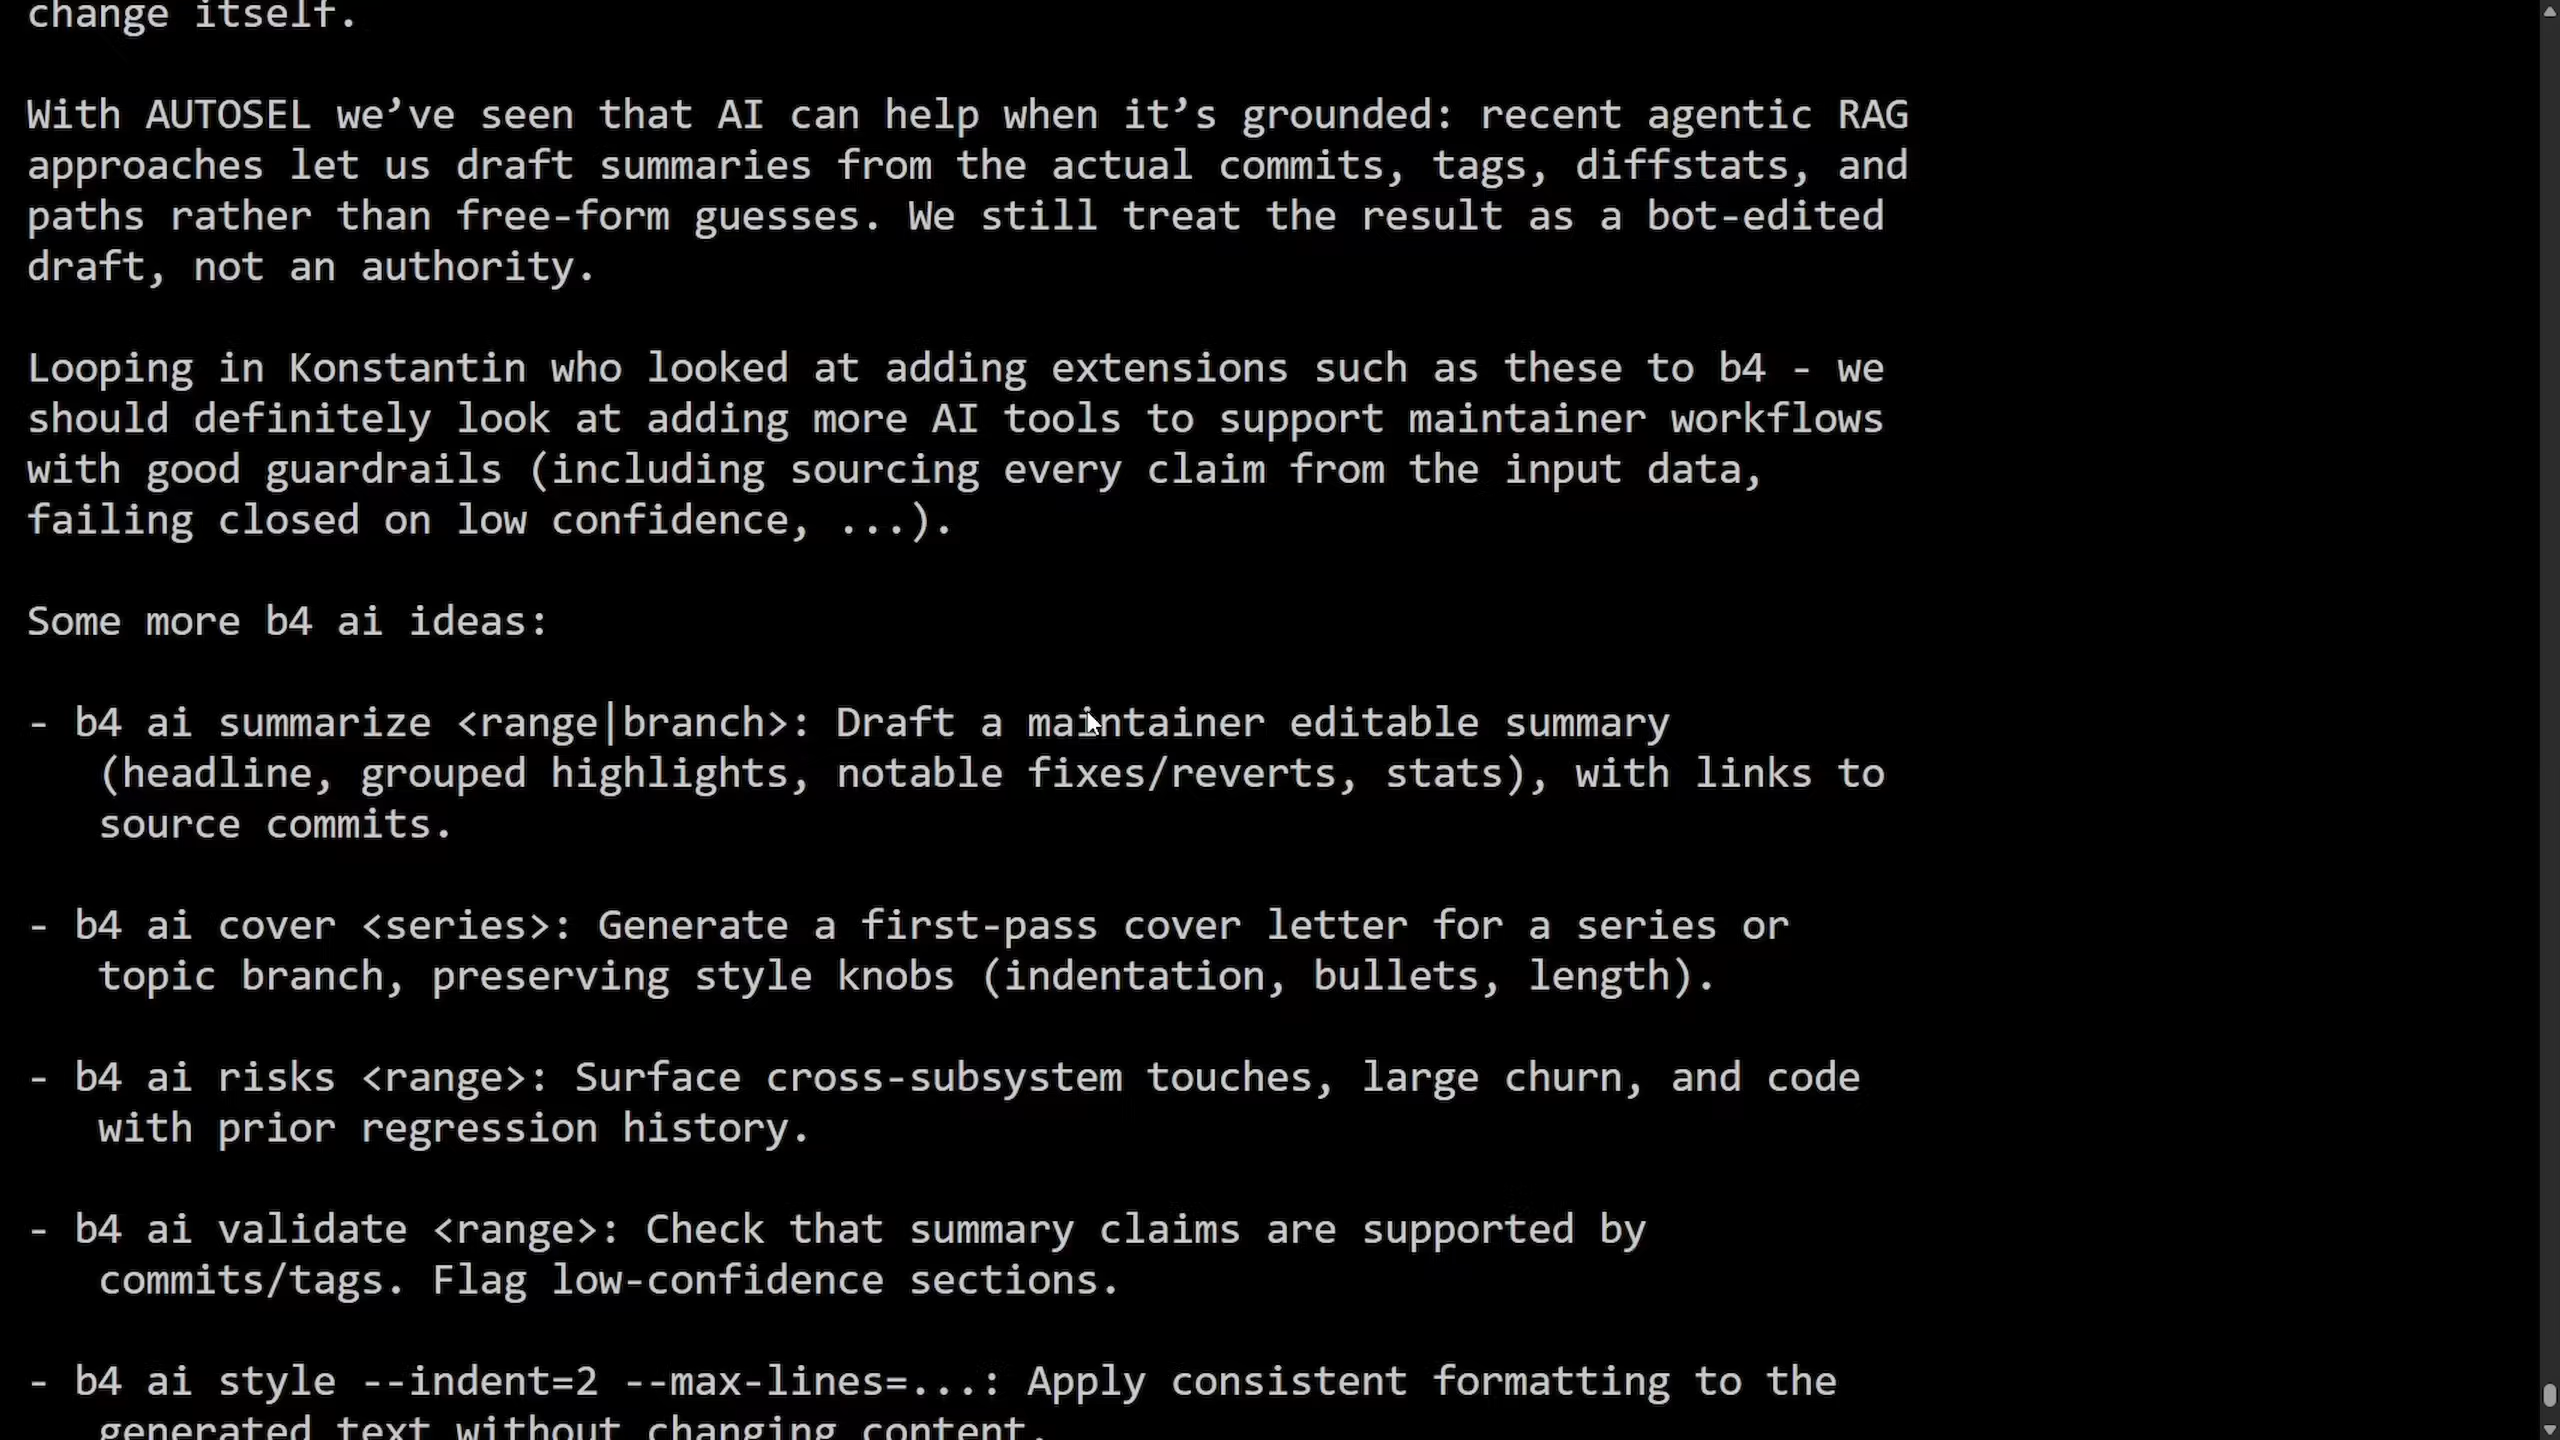 change itself.
With AUTOSEL we’ve seen that AI can help when it’s grounded: recent agentic RAG
approaches let us draft summaries from the actual commits, tags, diffstats, and
paths rather than free-form guesses. We still treat the result as a bot-edited
draft, not an authority.
Looping in Konstantin who looked at adding extensions such as these to b4 - we
should definitely look at adding more AI tools to support maintainer workflows
with good guardrails (including sourcing every claim from the input data,
failing closed on low confidence, ...).
Some more b4 ai ideas:
- b4 ai summarize <range|branch>: Draft a maintainer editable summary
(headline, grouped highlights, notable fixes/reverts, stats), with links to
source commits.
- b4 ai cover <series>: Generate a first-pass cover letter for a series or
topic branch, preserving style knobs (indentation, bullets, length).
- b4 ai risks <range>: Surface cross-subsystem touches, large churn, and code
with prior regression history.
- b4 ai validate <range>: Check that summary claims are supported by
commits/tags. Flag low-confidence sections.
- b4 ai style --indent=2 --max-lines=...: Apply consistent formatting to the
generated text without changing content.